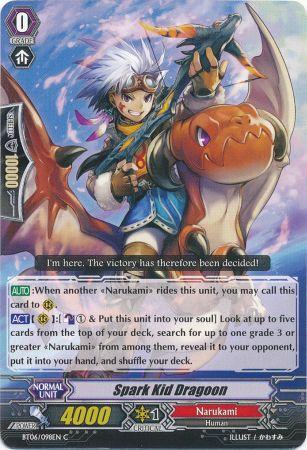 GRADE
0
SHIELD
10000
I'm here. The victory has therefore been decided!
AUTO:When another «Narukami» rides this unit, you may call this card to .
ACT【】:[ ① & Put this unit into your soul] Look at up to five cards from the top of your deck, search for up to one grade 3 or greater «Narukami» from among them, reveal it to your opponent, put it into your hand, and shuffle your deck.
NORMAL UNIT
Spark Kid Dragoon
POWER
4000
1
CRITICAL
Narukami
Human
BT06/098EN C
ILLUST / かわすみ